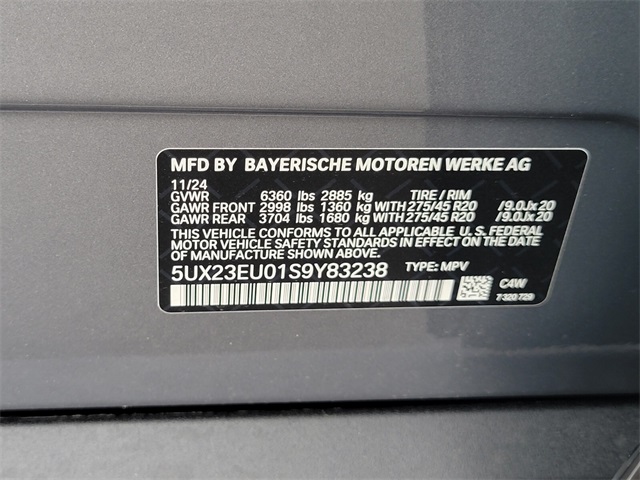 MFD BY BAYERISCHE MOTOREN WERKE AG
11/24
GVWR 6360 lbs 2885 kg TIRE / RIM
GAWR FRONT 2998 lbs 1360 kg WITH 275/45 R20 /9.0Jx20
GAWR REAR 3704 lbs 1680 kg WITH 275/45 R20 /9.0Jx20
THIS VEHICLE CONFORMS TO ALL APPLICABLE U. S. FEDERAL
MOTOR VEHICLE SAFETY STANDARDS IN EFFECT ON THE DATE
OF MANUFACTURE SHOWN ABOVE.
5UX23EU01S9Y83238 TYPE: MPV
C4W
7 320 729